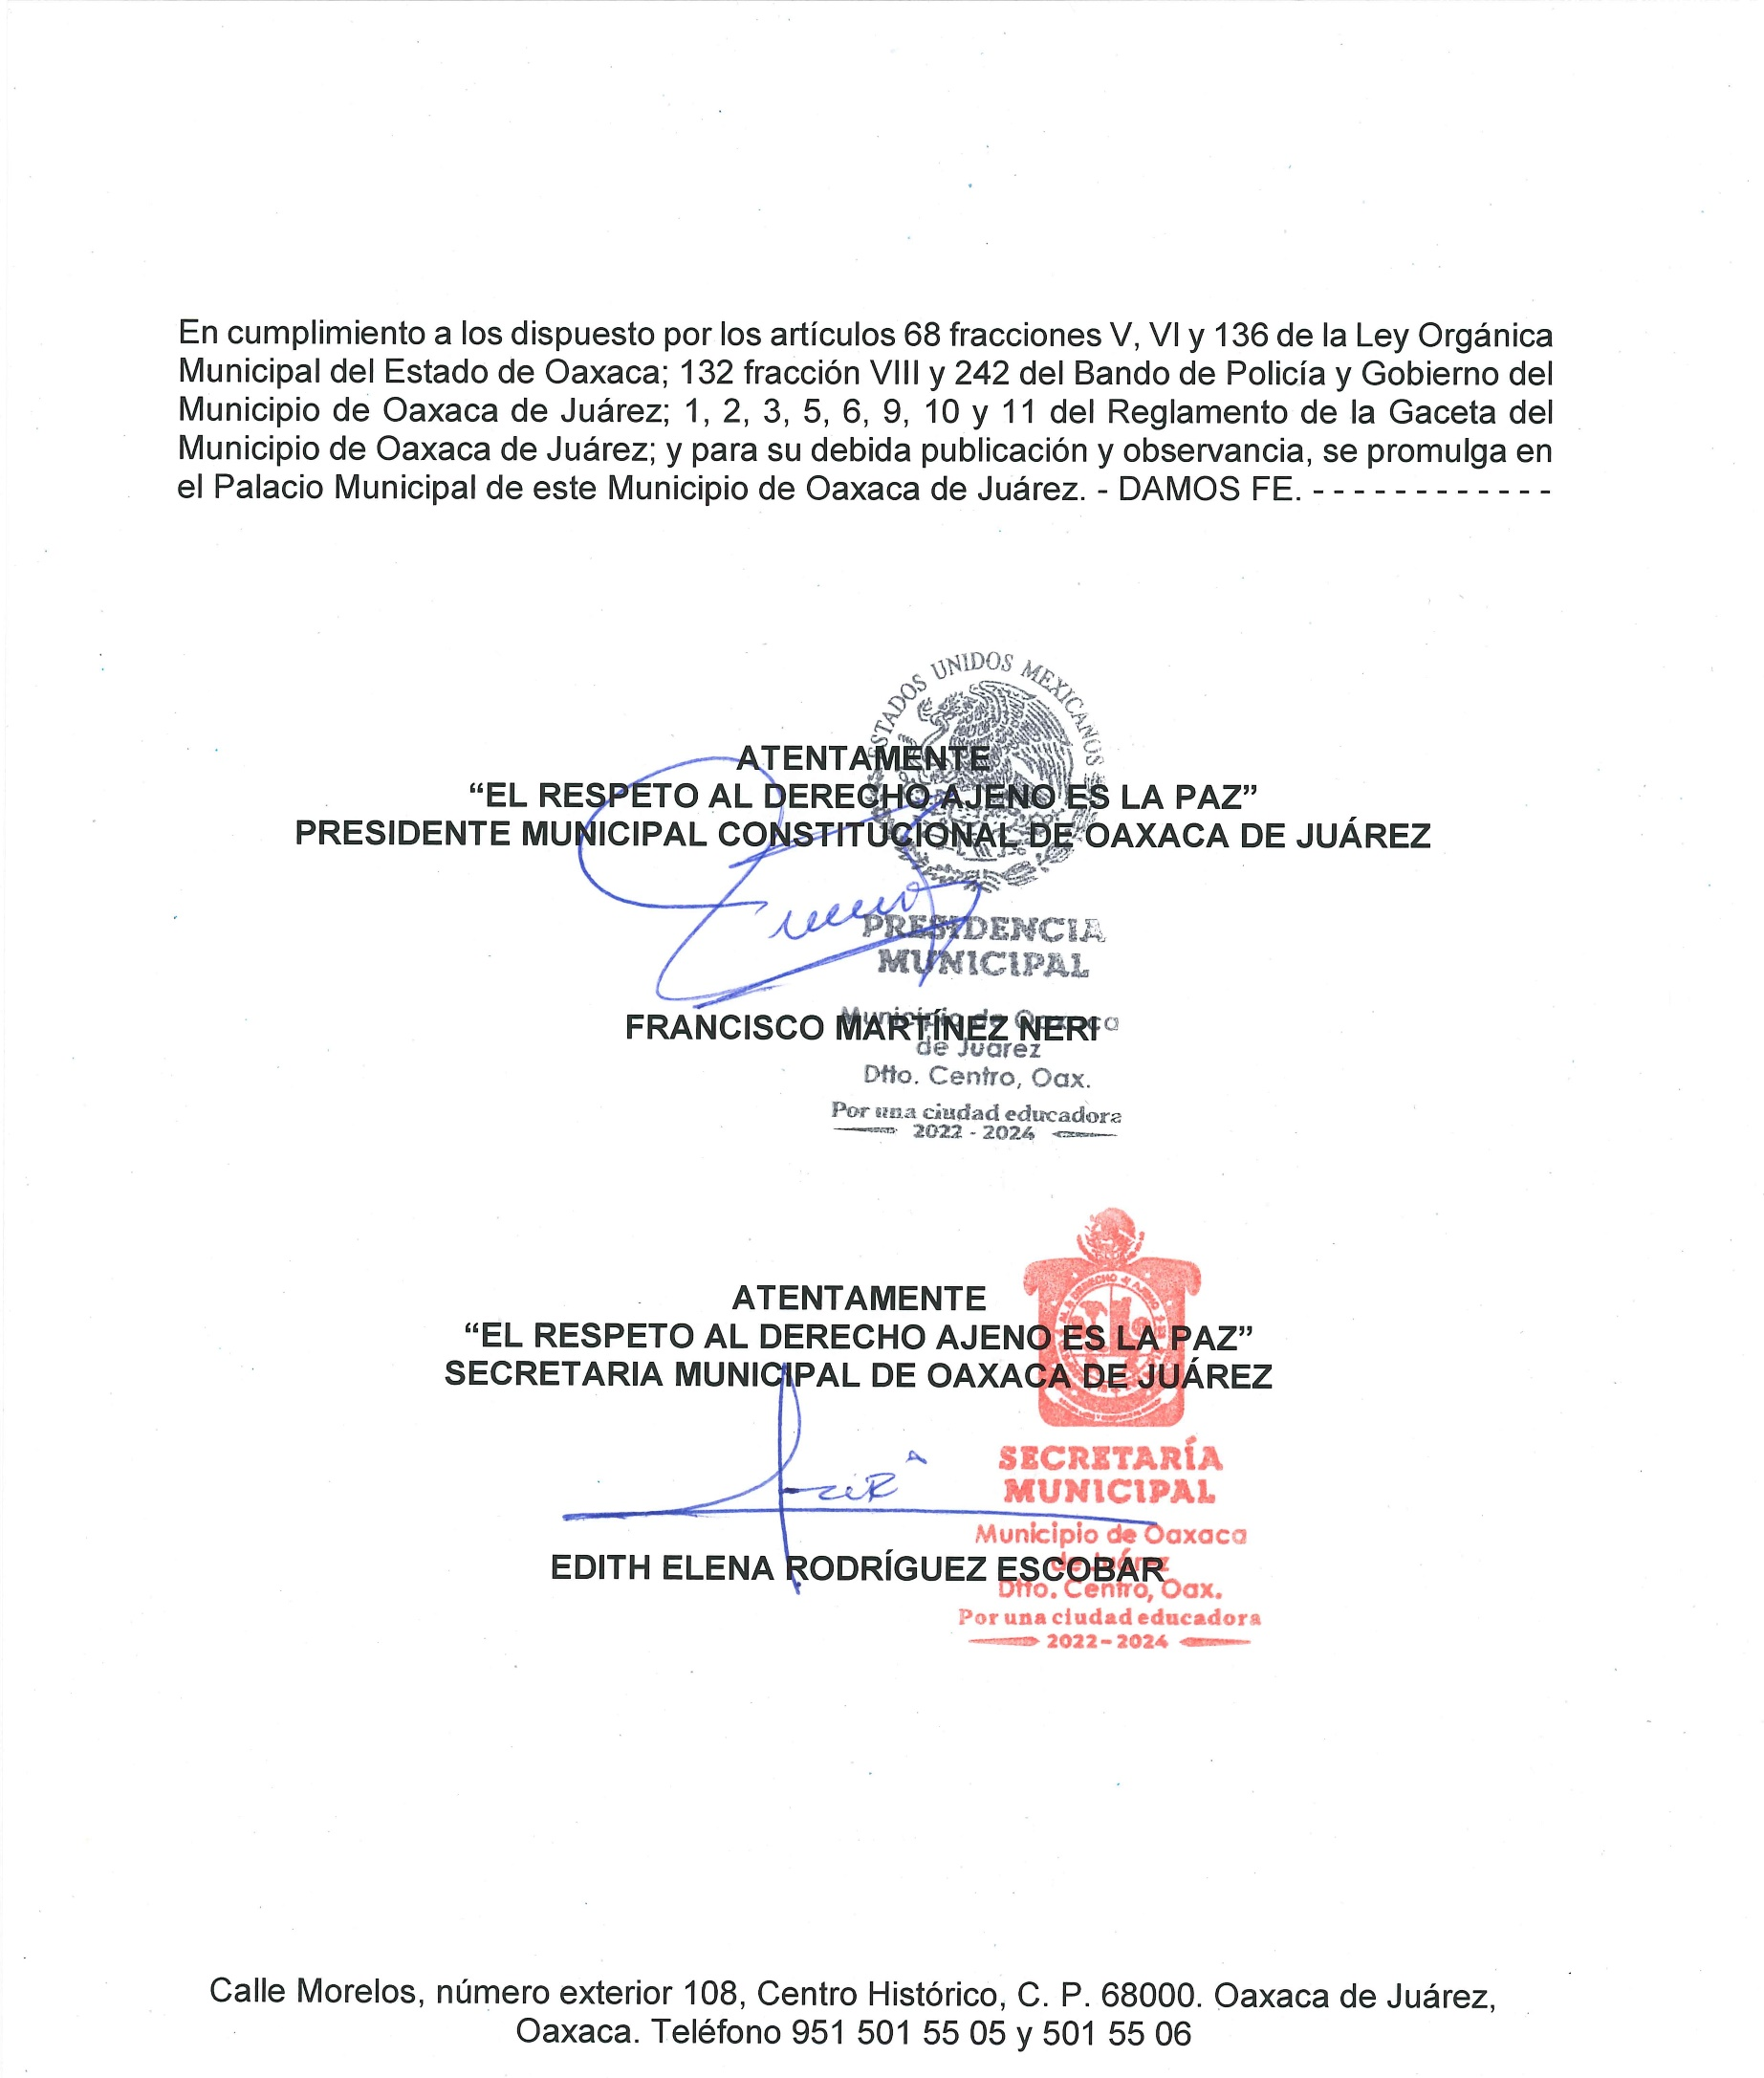 En cumplimiento a los dispuesto por los artículos 68 fracciones V, VI y 136 de la Ley Orgánica
Municipal del Estado de Oaxaca; 132 fracción VIII y 242 del Bando de Policía y Gobierno del
Municipio de Oaxaca de Juárez; 1, 2, 3, 5, 6, 9, 10 y 11 del Reglamento de la Gaceta del
Municipio de Oaxaca de Juárez; y para su debida publicación y observancia, se promulga en
el Palacio Municipal de este Municipio de Oaxaca de Juárez. - DAMOS FE. - - - - - - - - - - - -
ESTADOS UNIDOS MEXICANOS
ATENTAMENTE
“EL RESPETO AL DERECHO AJENO ES LA PAZ”
PRESIDENTE MUNICIPAL CONSTITUCIONAL DE OAXACA DE JUÁREZ
PRESIDENCIA
MUNICIPAL
Municipio de Oaxaca
FRANCISCO MARTÍNEZ NERI
de Juárez
Dtto. Centro, Oax.
Por una ciudad educadora
2022 - 2024
ATENTAMENTE
“EL RESPETO AL DERECHO AJENO ES LA PAZ”
SECRETARIA MUNICIPAL DE OAXACA DE JUÁREZ
SECRETARÍA
MUNICIPAL
Municipio de Oaxaca
de Juárez
EDITH ELENA RODRÍGUEZ ESCOBAR
Dtto. Centro, Oax.
Por una ciudad educadora
2022-2024
Calle Morelos, número exterior 108, Centro Histórico, C. P. 68000. Oaxaca de Juárez,
Oaxaca. Teléfono 951 501 55 05 y 501 55 06